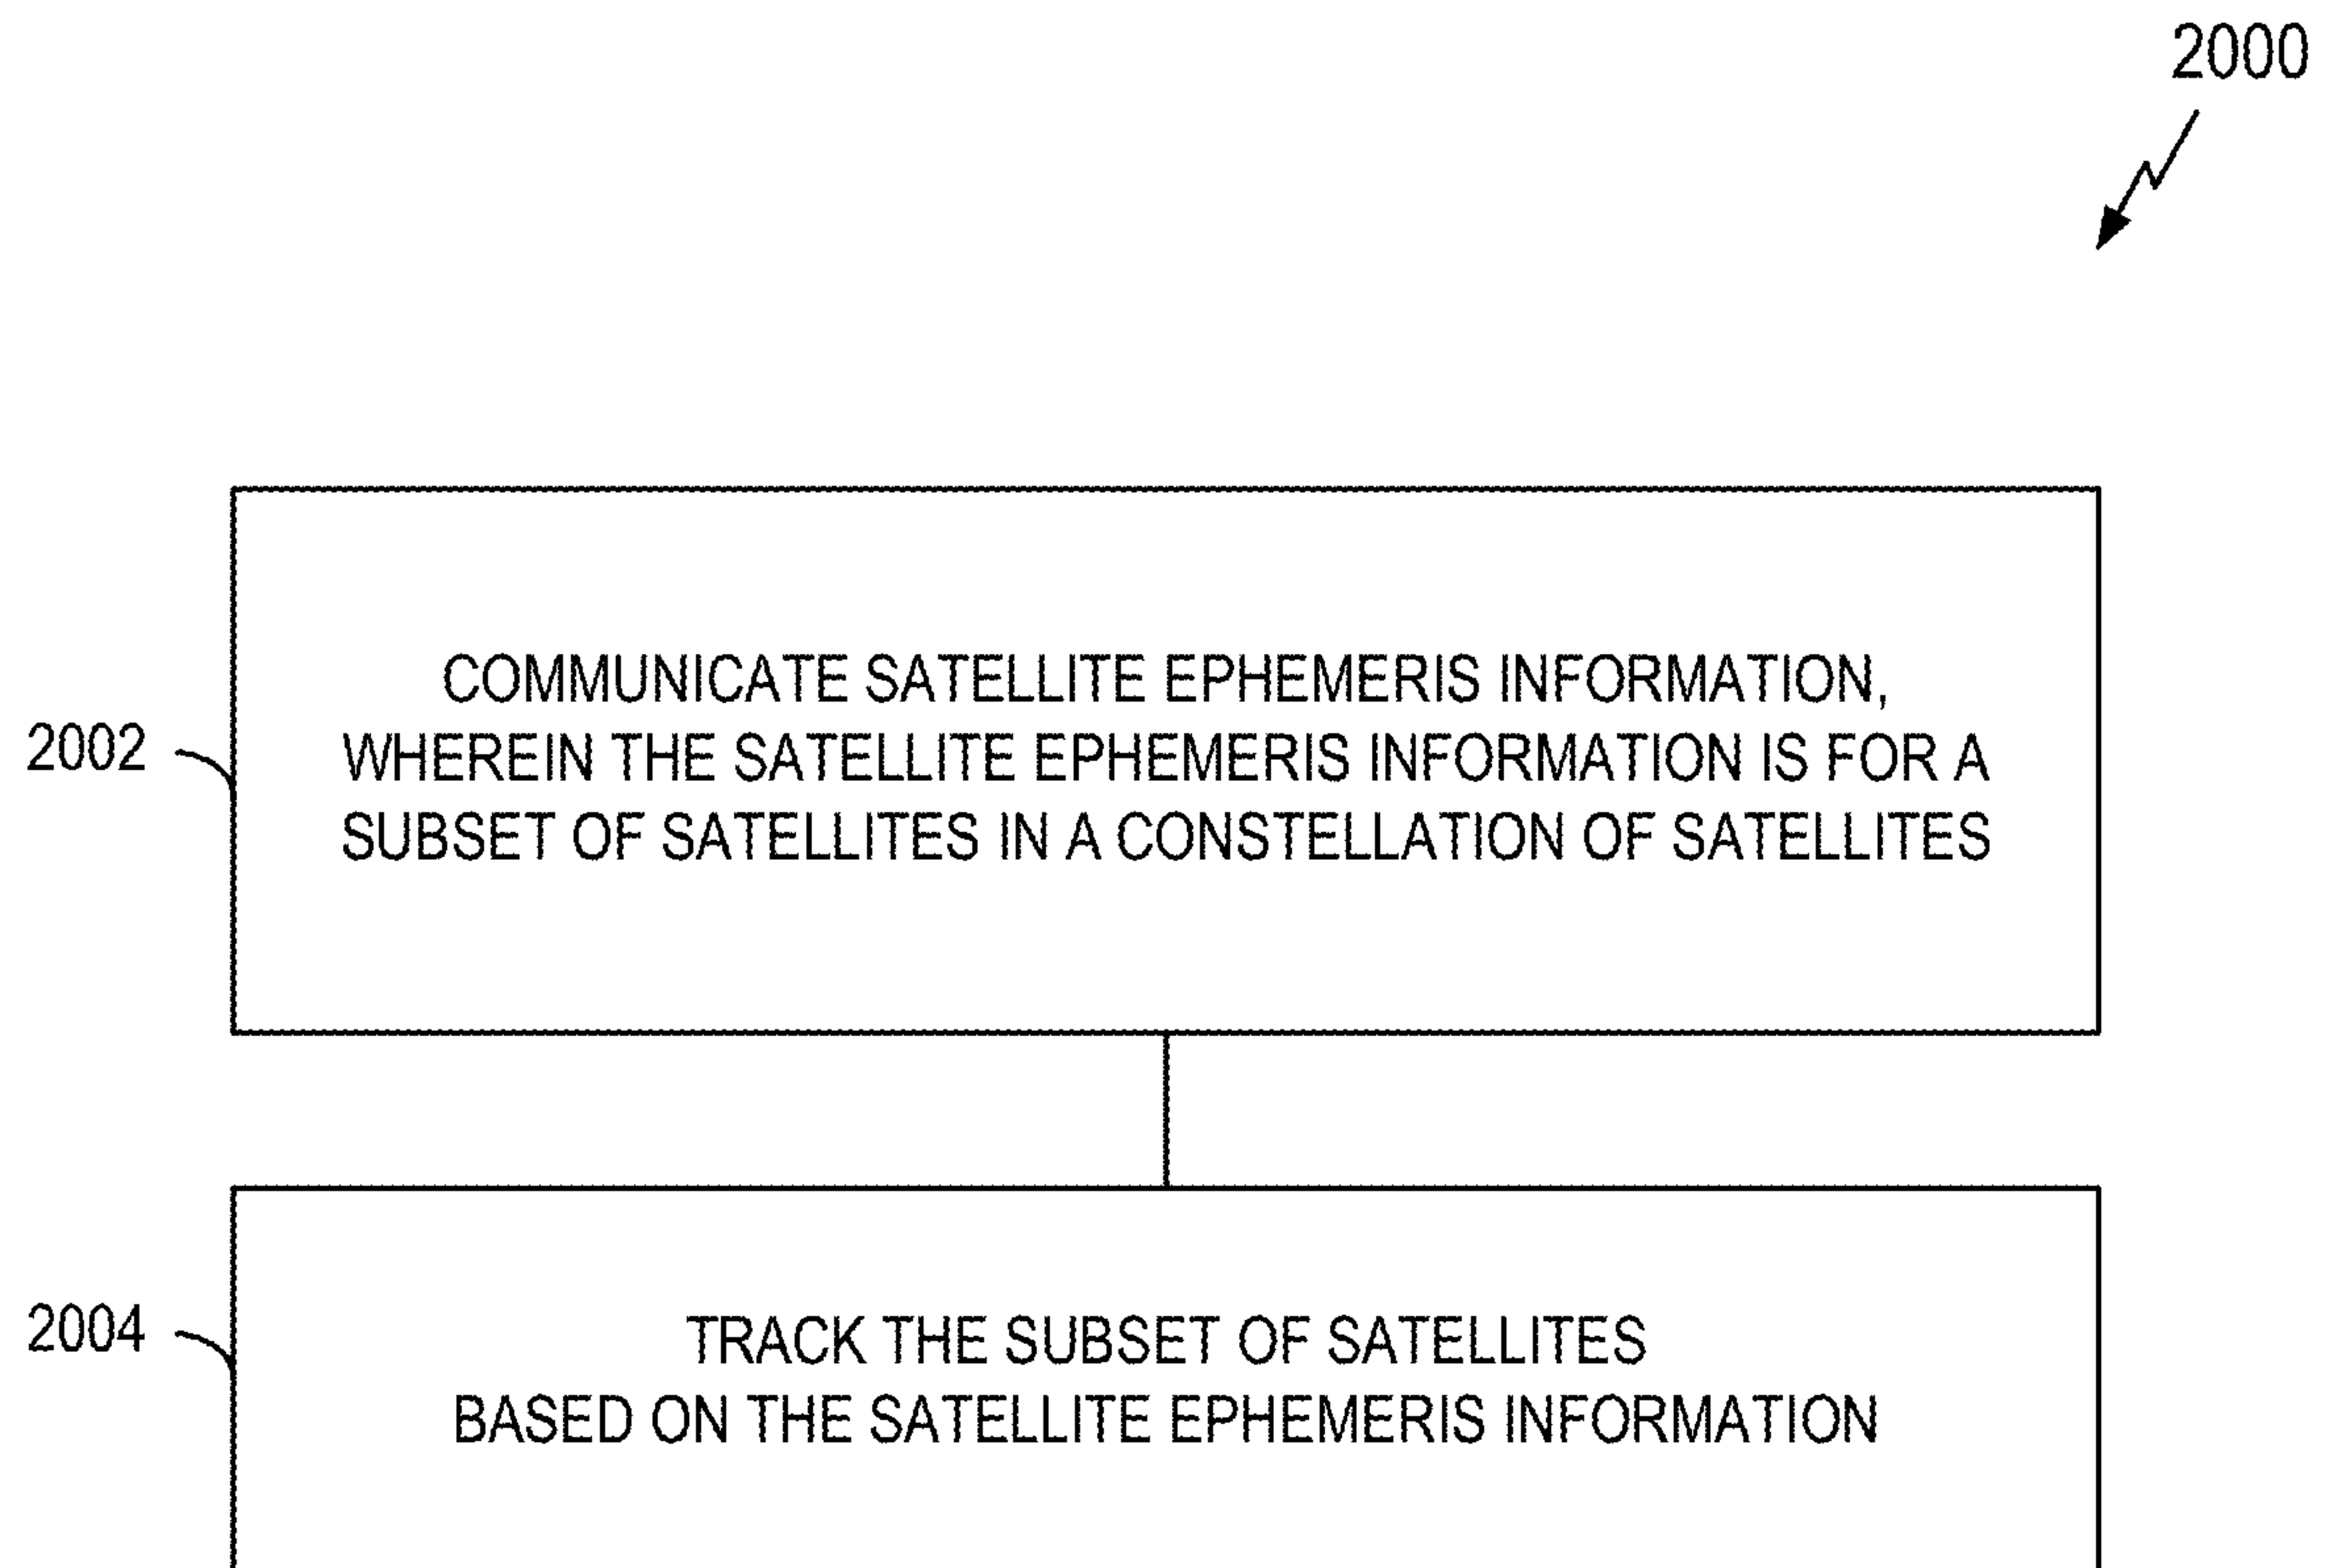 2000
2002
COMMUNICATE SATELLITE EPHEMERIS INFORMATION,
WHEREIN THE SATELLITE EPHEMERIS INFORMATION IS FOR A
SUBSET OF SATELLITES IN A CONSTELLATION OF SATELLITES
2004
TRACK THE SUBSET OF SATELLITES
BASED ON THE SATELLITE EPHEMERIS INFORMATION